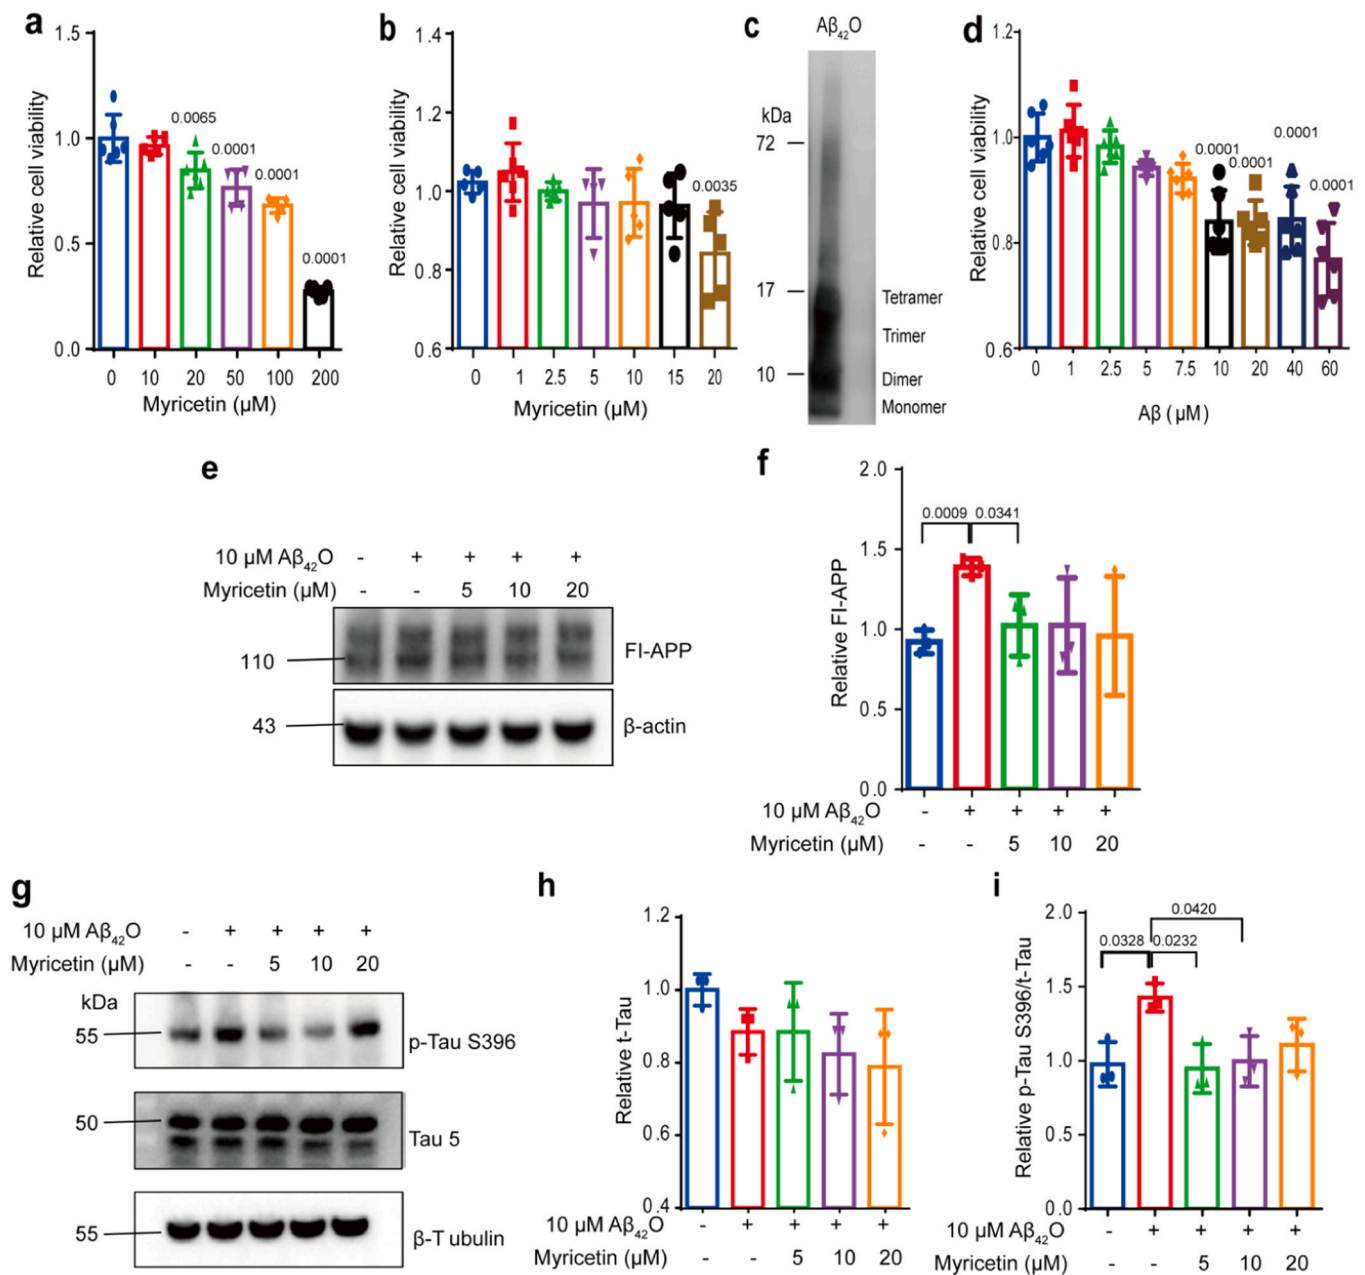 a
1.5
1.0
0.5
0.0
Relative cell viability
0.0065
0.0001
0.0001
0.0001
0 10 20 50 100 200
Myricetin (µM)
b
1.4
1.2
1.0
0.8
0.6
Relative cell viability
0.0035
0 1 2.5 5 10 15 20
Myricetin (µM)
c
Aβ42O
kDa
72
17
10
Tetramer
Trimer
Dimer
Monomer
d
1.2
1.0
0.8
0.6
Relative cell viability
0.0001
0.0001
0.0001
0.0001
0 1 2.5 5 7.5 10 20 40 60
Aβ (µM)
e
10 µM Aβ42O - + + + +
Myricetin (µM) - - 5 10 20
110
FI-APP
43
β-actin
f
2.0
1.5
1.0
0.5
0.0
Relative FI-APP
0.0009 0.0341
10 µM Aβ42O - + + + +
Myricetin (µM) - - 5 10 20
g
10 µM Aβ42O - + + + +
Myricetin (µM) - - 5 10 20
kDa
55
p-Tau S396
50
Tau 5
55
β-T ubulin
h
1.2
1.0
0.8
0.6
0.4
Relative t-Tau
10 µM Aβ42O - + + + +
Myricetin (µM) - - 5 10 20
i
2.0
1.5
1.0
0.5
0.0
Relative p-Tau S396/t-Tau
0.0420
0.0328 0.0232
10 µM Aβ42O - + + + +
Myricetin (µM) - - 5 10 20